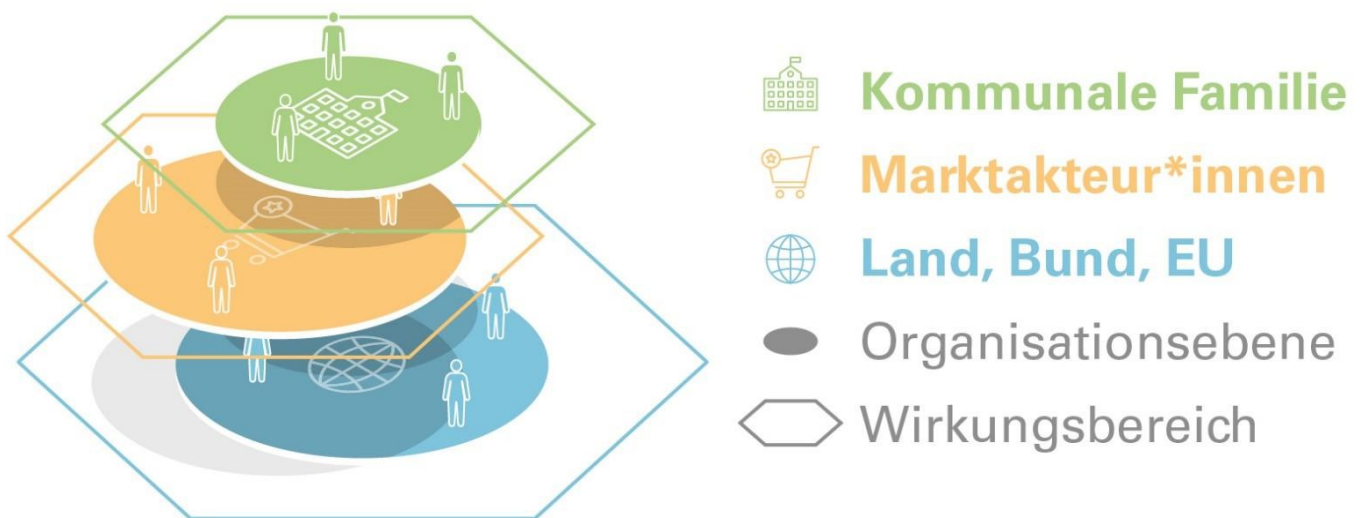 Kommunale Familie
Marktakteur*innen
Land, Bund, EU
Organisationsebene
Wirkungsbereich